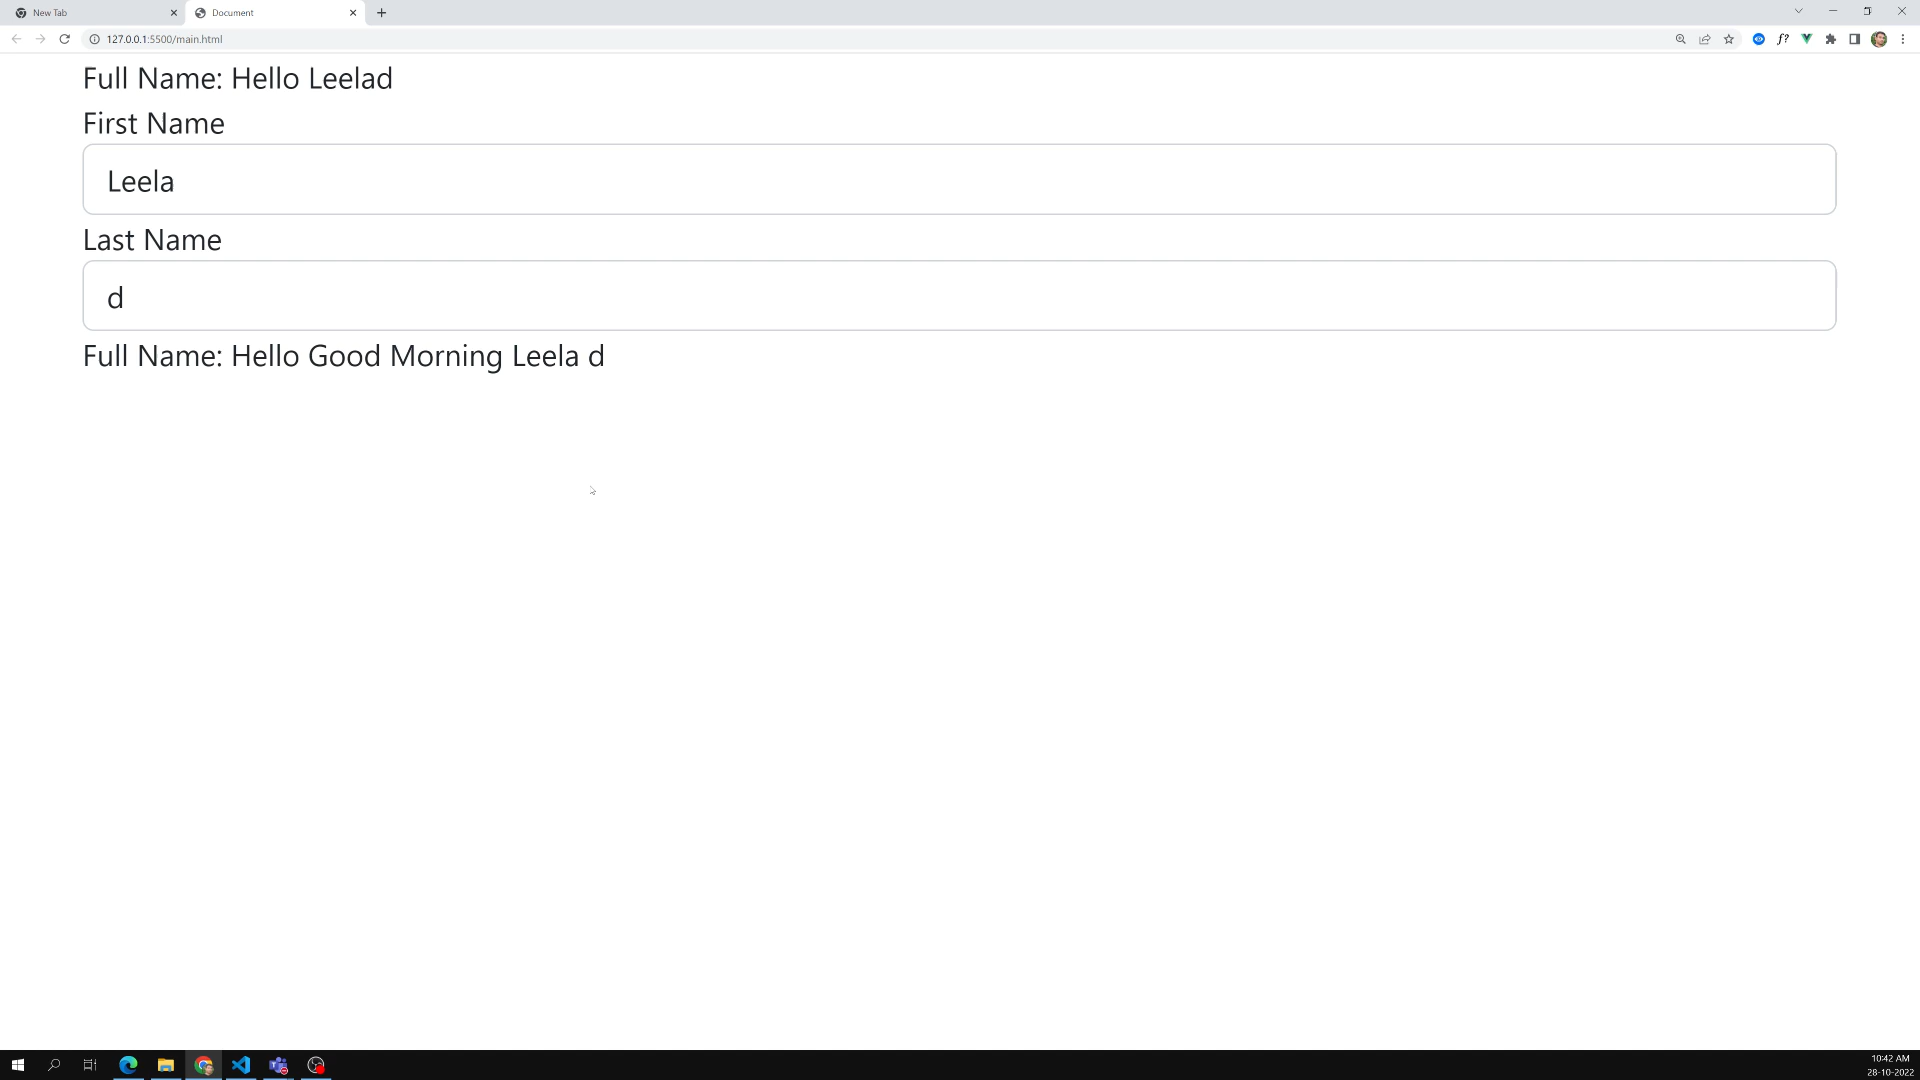 New Tab
Document
127.0.0.1:5500/main.html
f?
Full Name: Hello Leelad
First Name
Leela
Last Name
d
Full Name: Hello Good Morning Leela d
10:42 AM
28-10-2022